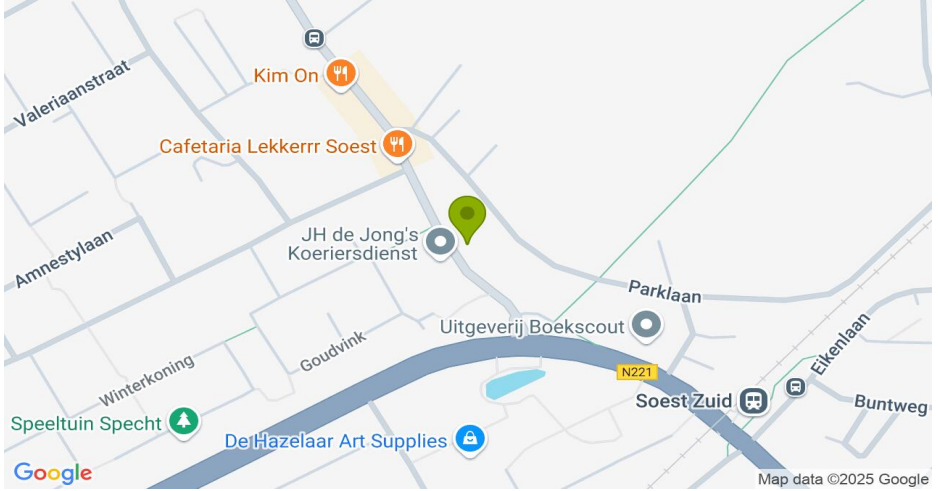 Valeriaanstraat
Kim On
Cafetaria Lekkerrr Soest
Amnestylaan
JH de Jong's
Koeriersdienst
Parklaan
Uitgeverij Boekscout
Goudvink
Winterkoning
N221
Eikenlaan
Soest Zuid
Buntweg
Speeltuin Specht
De Hazelaar Art Supplies
Google
Map data ©2025 Google